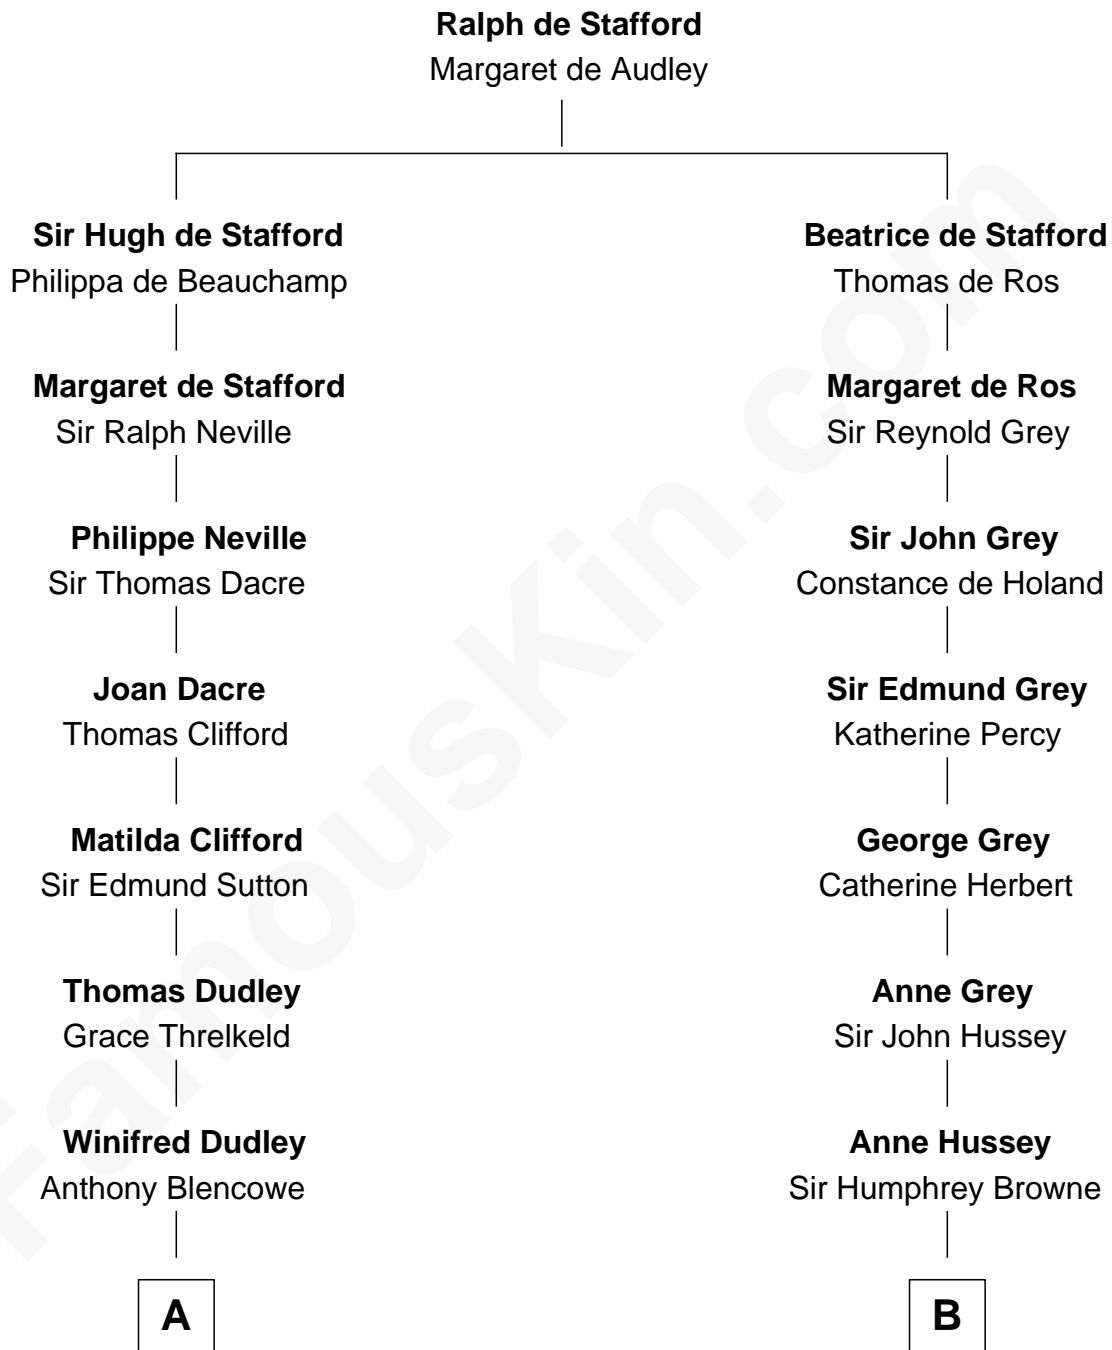 Ralph de Stafford
Margaret de Audley
Sir Hugh de Stafford
Philippa de Beauchamp
Beatrice de Stafford
Thomas de Ros
Margaret de Stafford
Sir Ralph Neville
Margaret de Ros
Sir Reynold Grey
Philippe Neville
Sir Thomas Dacre
Sir John Grey
Constance de Holand
Joan Dacre
Thomas Clifford
Sir Edmund Grey
Katherine Percy
Matilda Clifford
Sir Edmund Sutton
George Grey
Catherine Herbert
Thomas Dudley
Grace Threlkeld
Anne Grey
Sir John Hussey
Winifred Dudley
Anthony Blencowe
Anne Hussey
Sir Humphrey Browne
A
B
FamousKin.com